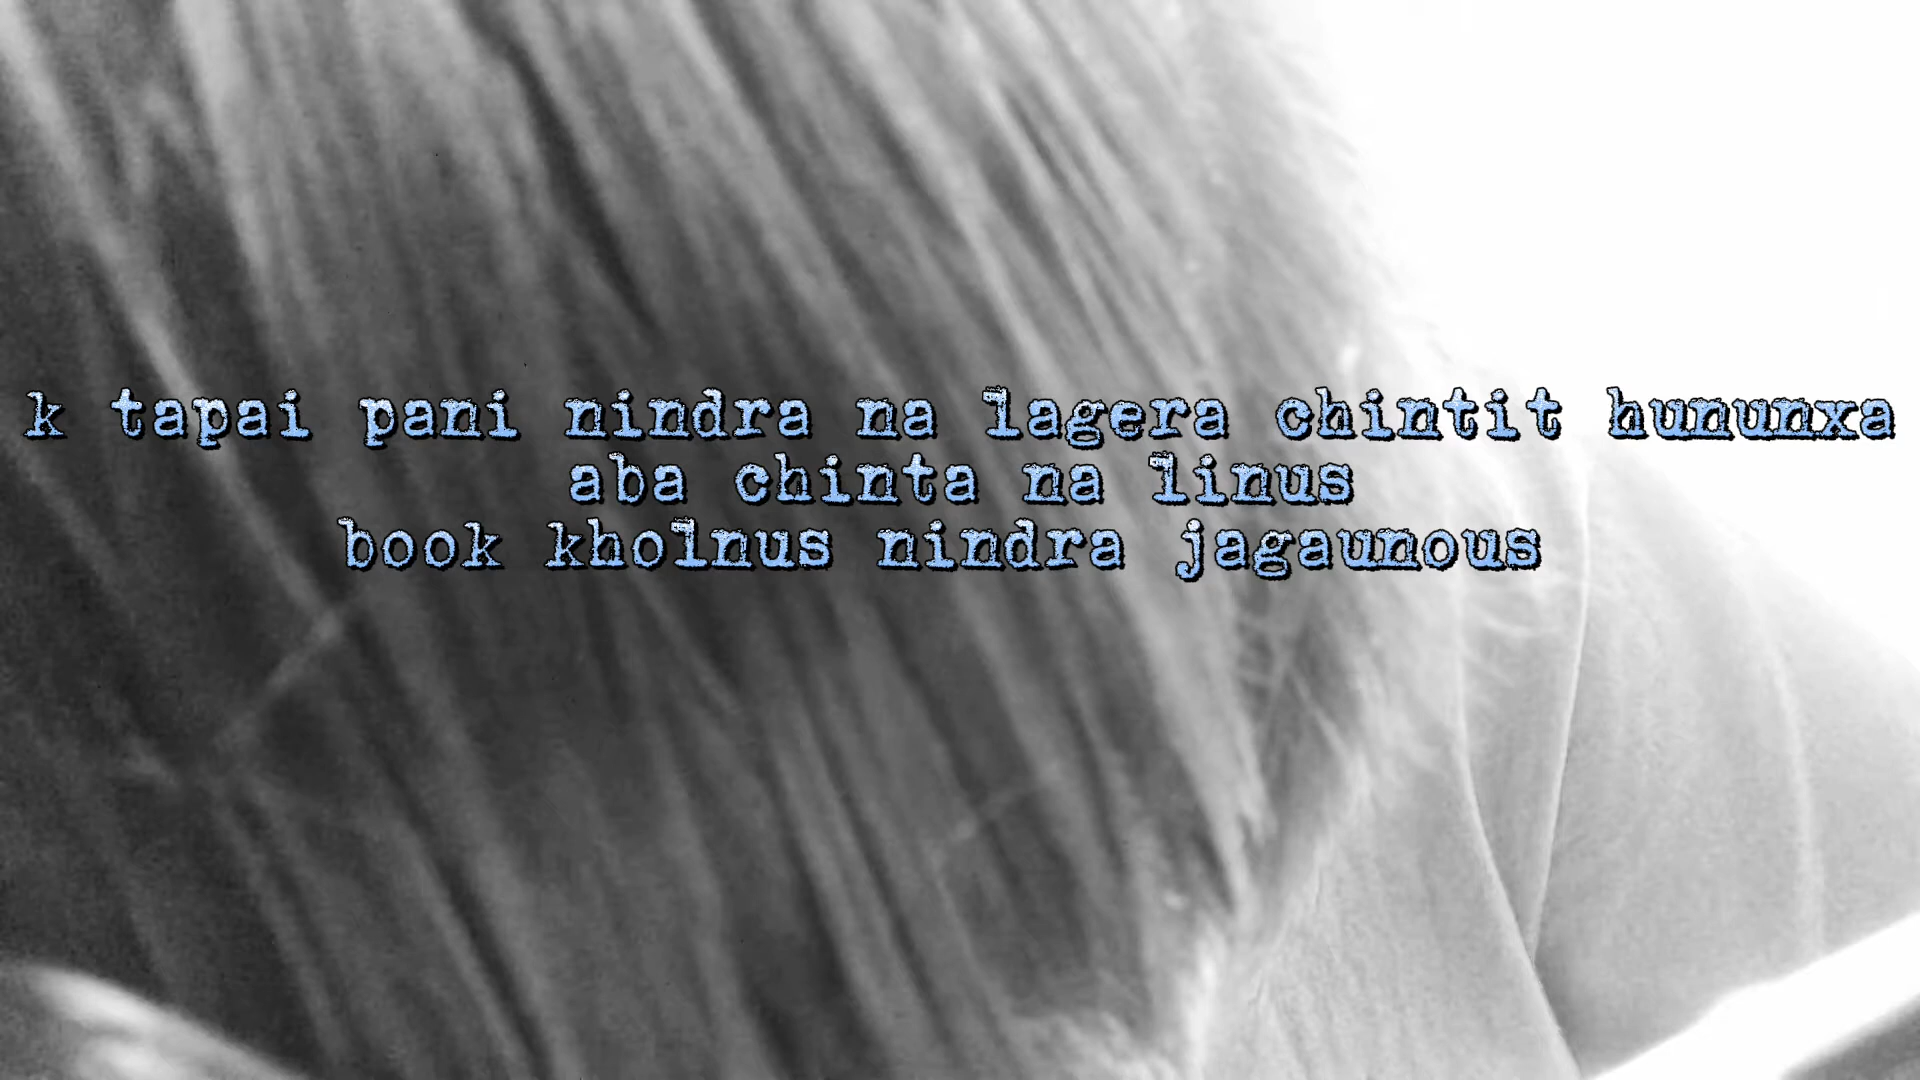 k tapai pani nindra na lagera chintit hununxa
aba chinta na linus
book kholnus nindra jagaunous